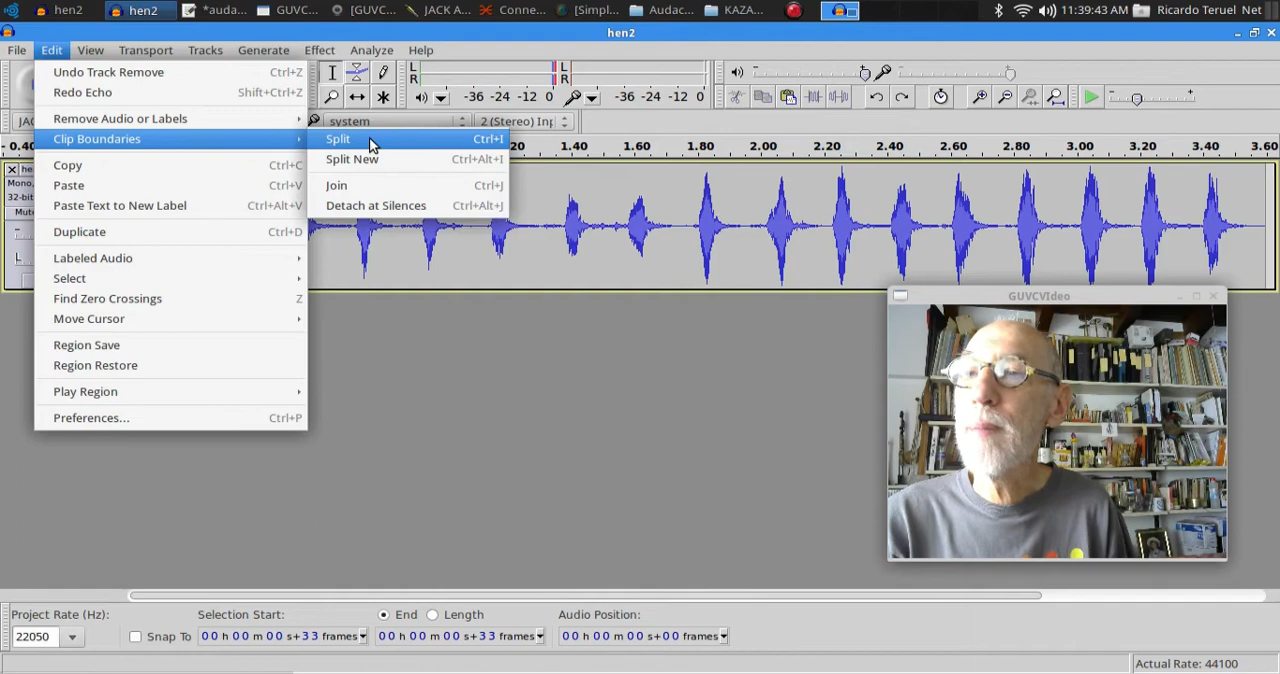 hen2
hen2
*auda
GUVC...
[GUVC...
JACK A...
Conne...
[Simpl...
Audac...
KAZA...
11:39:43 AM
Ricardo Teruel Net
hen2
File Edit View Transport Tracks Generate Effect Analyze Help
Undo Track Remove Ctrl+Z
Redo Echo Shift+Ctrl+Z
Remove Audio or Labels
Clip Boundaries
Copy Ctrl+C
Paste Ctrl+V
Paste Text to New Label Ctrl+Alt+V
Duplicate Ctrl+D
Labeled Audio
Select
Find Zero Crossings Z
Move Cursor
Region Save
Region Restore
Play Region
Preferences... Ctrl+P
Split Ctrl+I
Split New Ctrl+Alt+I
Join Ctrl+J
Detach at Silences Ctrl+Alt+J
L
R
-36 -24 -12 0
L
R
-36 -24 -12 0
system
2 (Stereo) Inp
- 0.40
1.40 1.60 1.80 2.00 2.20 2.40 2.60 2.80 3.00 3.20 3.40 3.60
Mono,
32-bit
Mute
L
GUVCVIdeo
Project Rate (Hz):
22050
Snap To
Selection Start:
End
Length
Audio Position:
00 h 00 m 00 s+33 frames
00 h 00 m 00 s+33 frames
00 h 00 m 00 s+00 frames
Actual Rate: 44100